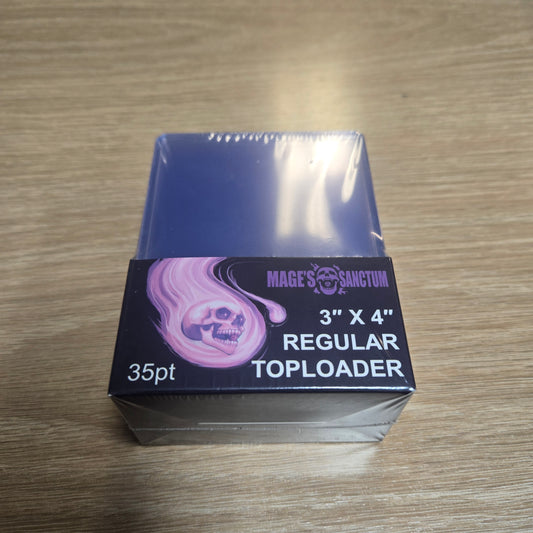 MAGE'S SANCTUM
3" X 4"
REGULAR
TOPLOADER
35pt